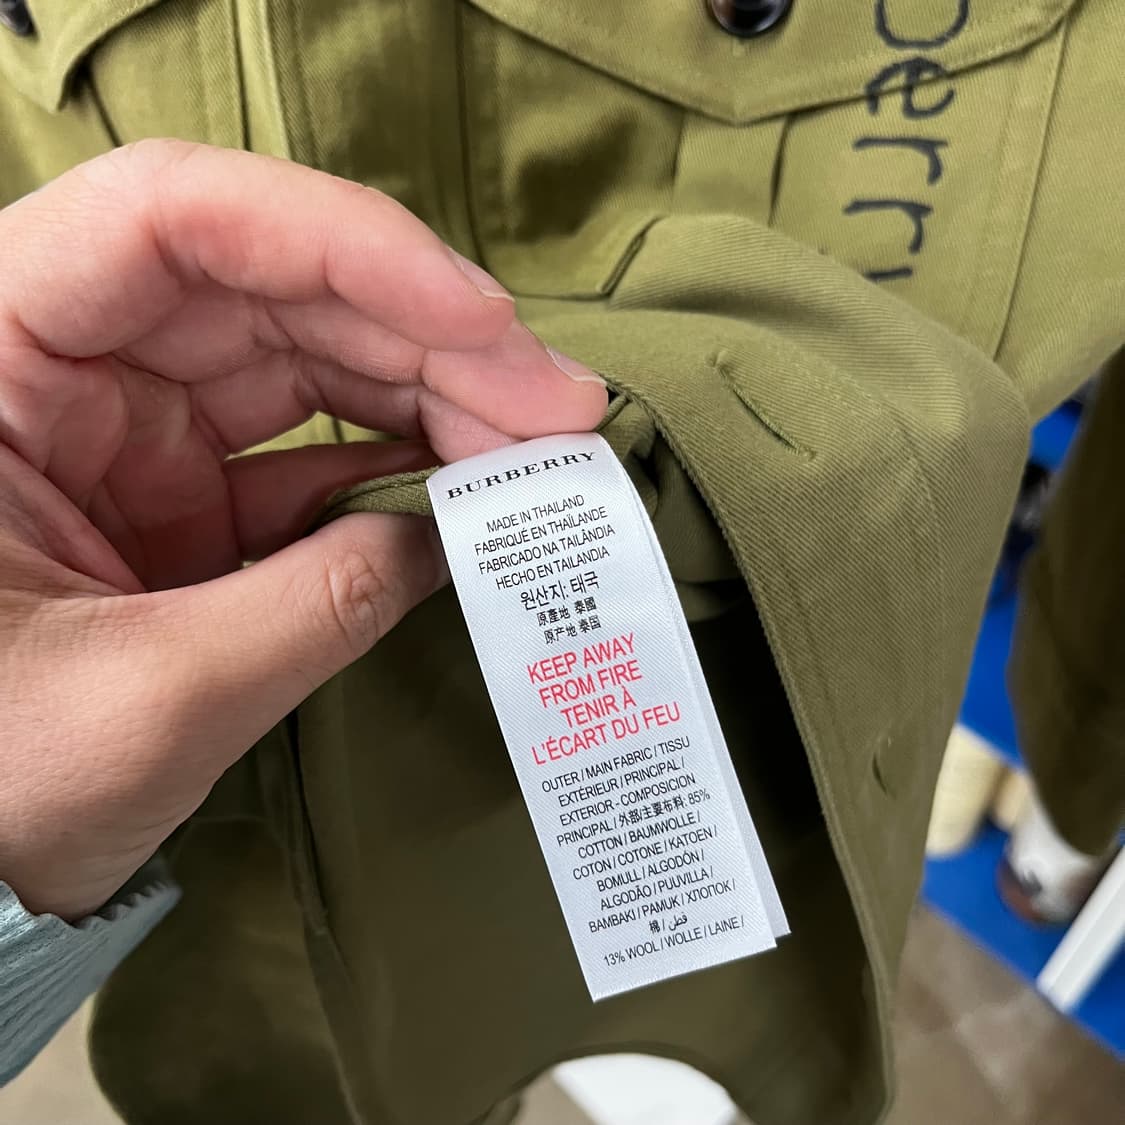 berry
BURBERRY
MADE IN THAILAND
FABRIQUÉ EN THAÏLANDE
FABRICADO NA TAILÂNDIA
HECHO EN TAILANDIA
원산지: 태국
原產地 泰國
原产地 泰国
KEEP AWAY
FROM FIRE
TENIR À
L'ÉCART DU FEU
OUTER / MAIN FABRIC / TISSU
EXTÉRIEUR / PRINCIPAL /
EXTERIOR - COMPOSICION
PRINCIPAL / 外部/主要布料: 85%
COTTON / BAUMWOLLE /
COTON / COTONE / KATOEN /
BOMULL / ALGODÓN /
ALGODÃO / PUUVILLA /
BAMBAKI / PAMUK / ХЛОПОК /
棉 / قطن
13% WOOL / WOLLE / LAINE /